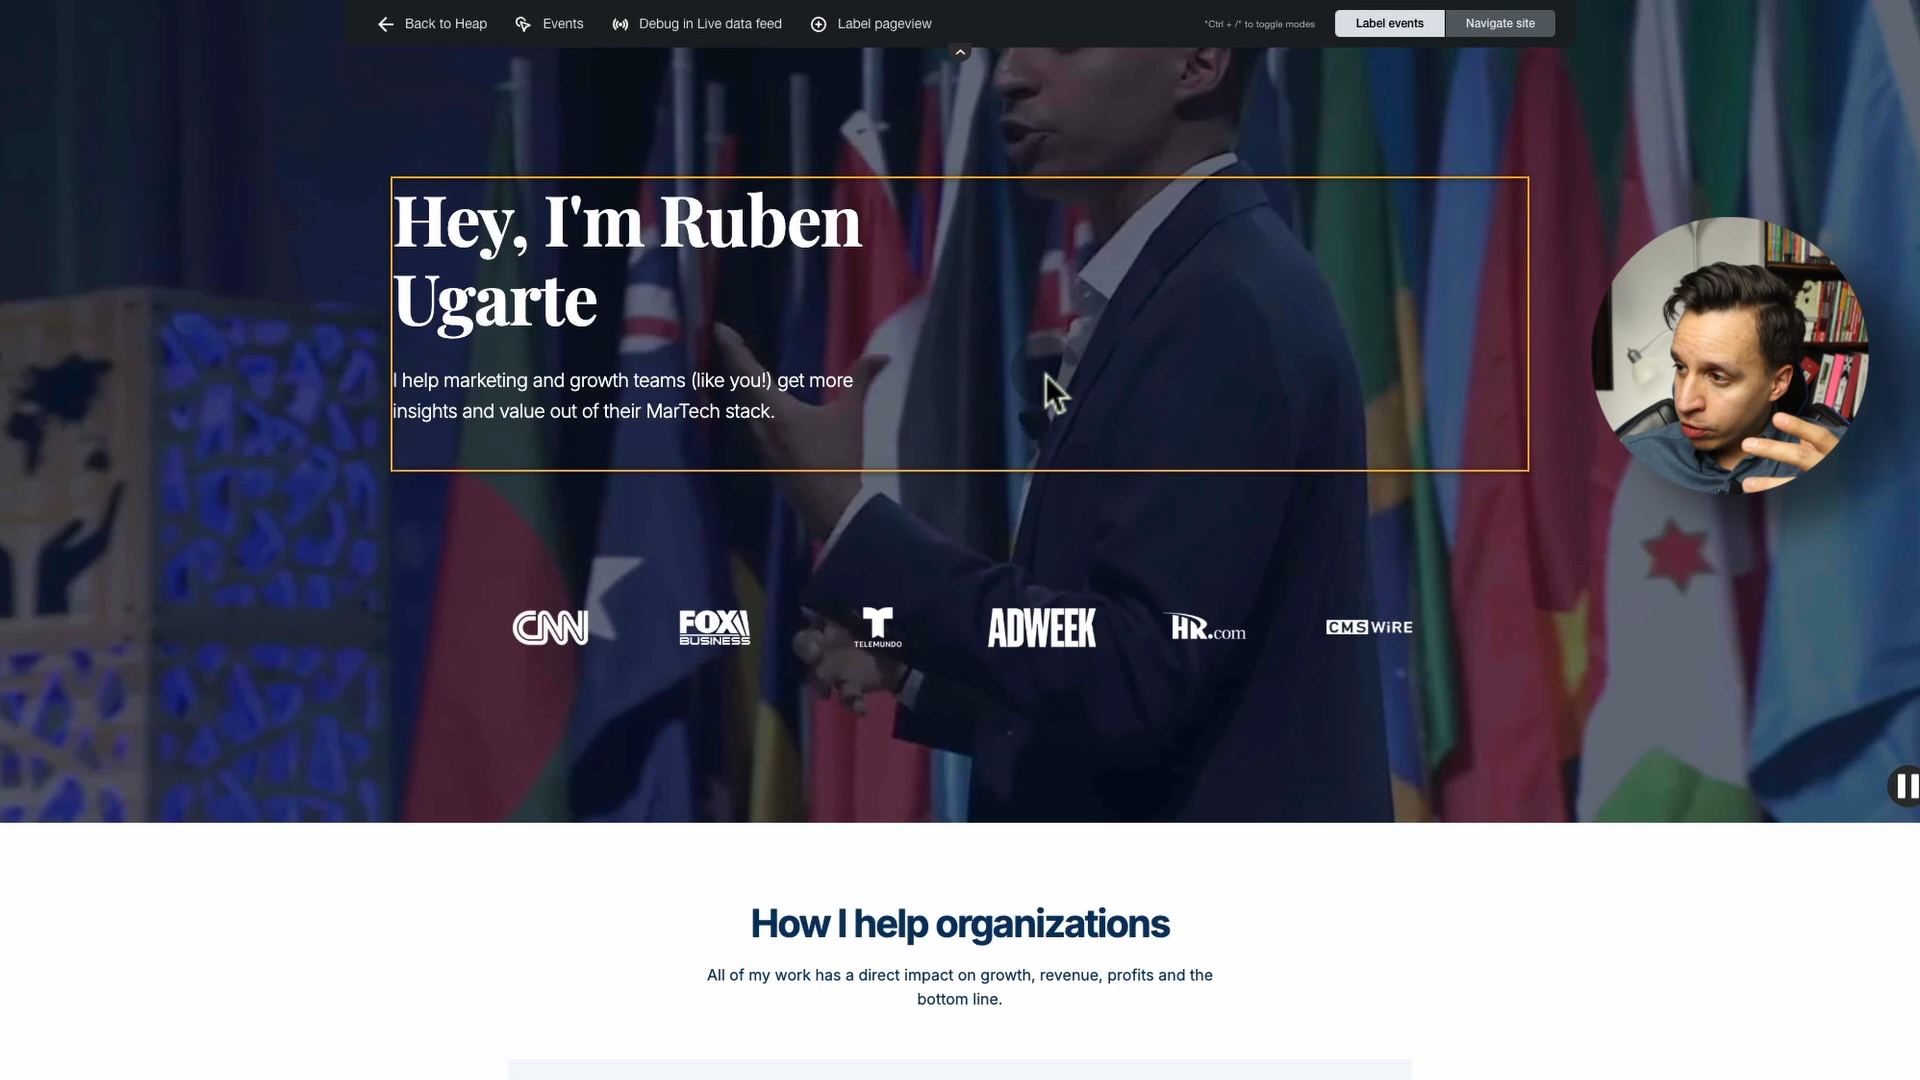 Back to Heap
Events
Debug in Live data feed
Label pageview
"Ctrl + /" to toggle modes
Label events
Navigate site
Hey, I'm Ruben
Ugarte
I help marketing and growth teams (like you!) get more
insights and value out of their MarTech stack.
CNN
FOX
BUSINESS
TELEMUNDO
ADWEEK
HR.com
CMSWiRE
How I help organizations
All of my work has a direct impact on growth, revenue, profits and the
bottom line.